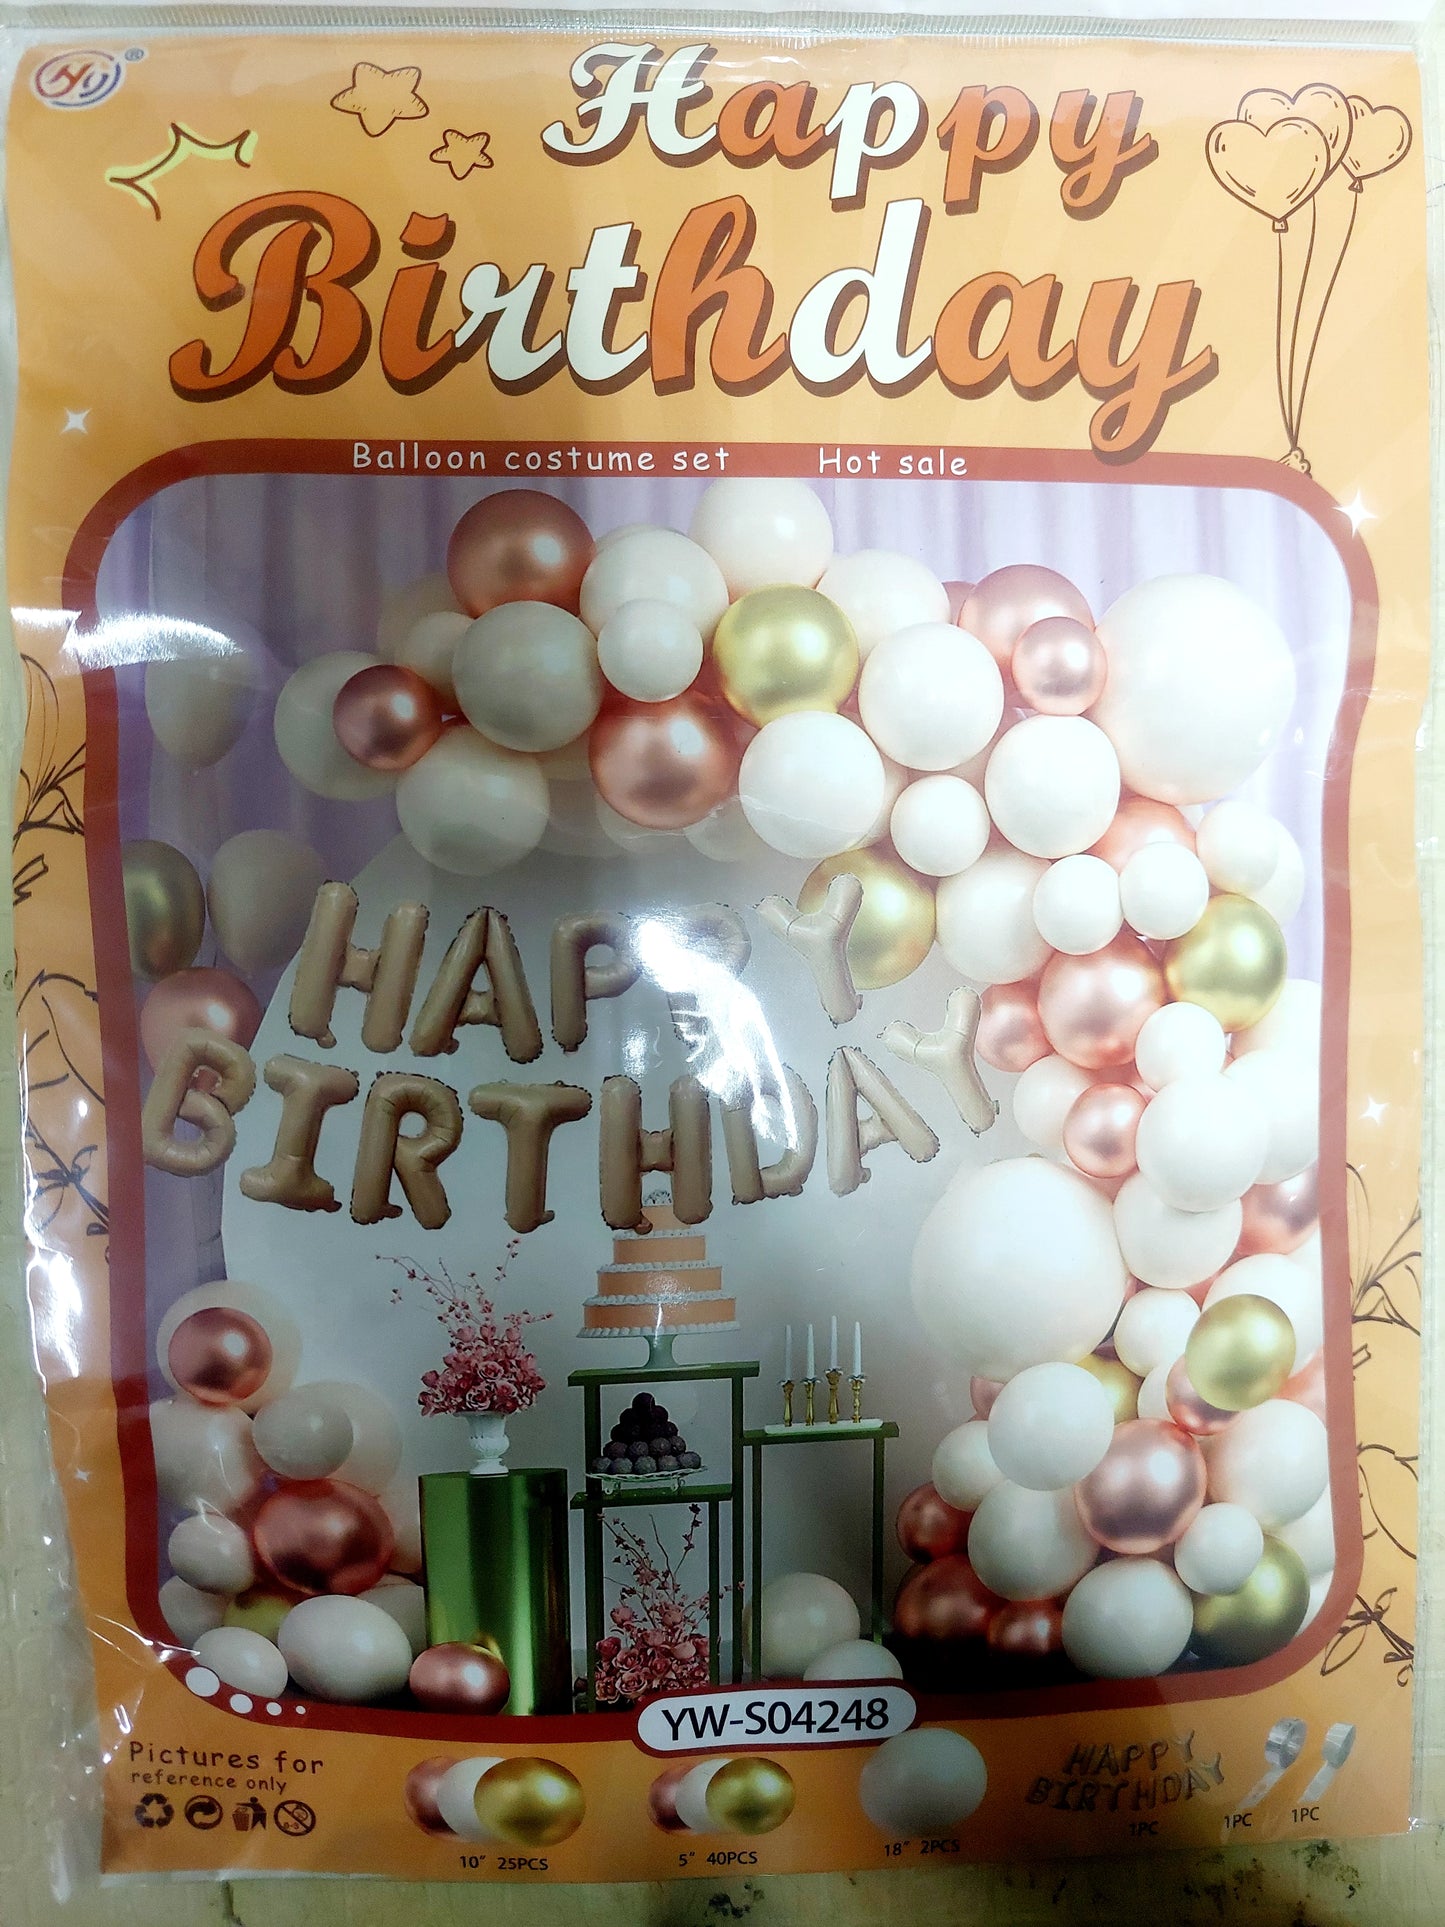 Happy
Birthday
Balloon costume set Hot sale
HAPPY
BIRTHDAY
YW-S04248
Pictures for
reference only
HAPPY
BIRTHDAY
10" 25PCS
5" 40PCS
18" 2PCS
1PC
1PC
1PC